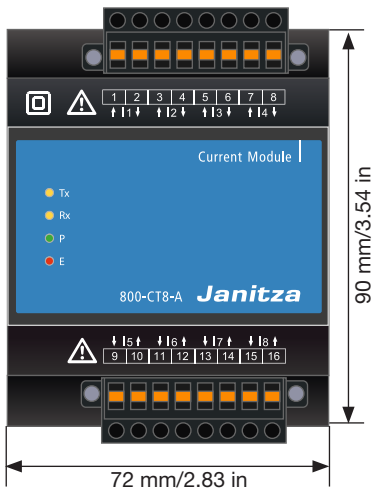 1 2 3 4 5 6 7 8
I1 I2 I3 I4
Current Module
Tx
Rx
P
E
800-CT8-A Janitza
I5 I6 I7 I8
9 10 11 12 13 14 15 16
90 mm/3.54 in
72 mm/2.83 in